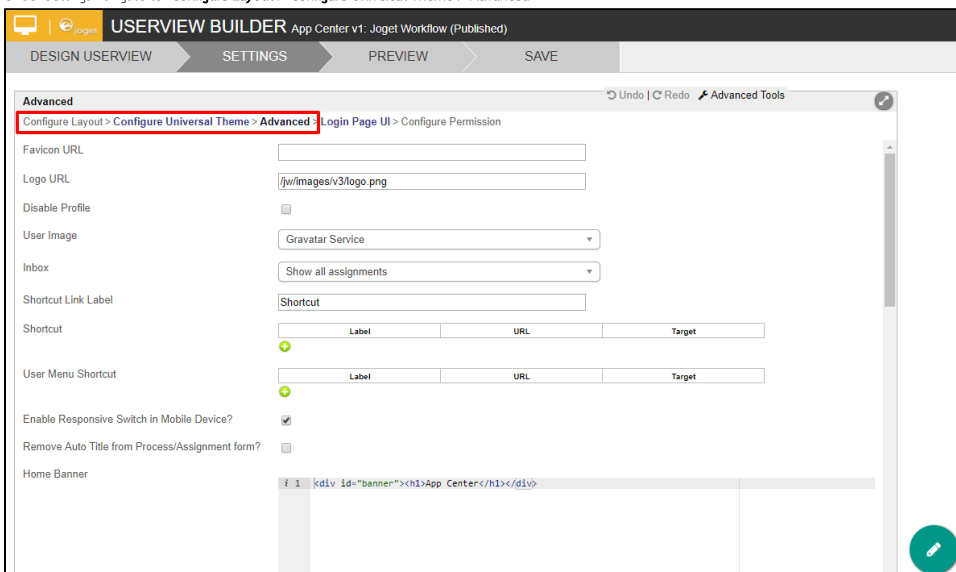 Joget USERVIEW BUILDER App Center v1: Joget Workflow (Published)
DESIGN USERVIEW SETTINGS PREVIEW SAVE
Undo | Redo Advanced Tools
Advanced
Configure Layout > Configure Universal Theme > Advanced > Login Page UI > Configure Permission
Favicon URL
Logo URL /jw/images/v3/logo.png
Disable Profile
User Image Gravatar Service
Inbox Show all assignments
Shortcut Link Label Shortcut
Shortcut Label URL Target
User Menu Shortcut Label URL Target
Enable Responsive Switch in Mobile Device?
Remove Auto Title from Process/Assignment form?
Home Banner
i 1 <div id="banner"><h1>App Center</h1></div>